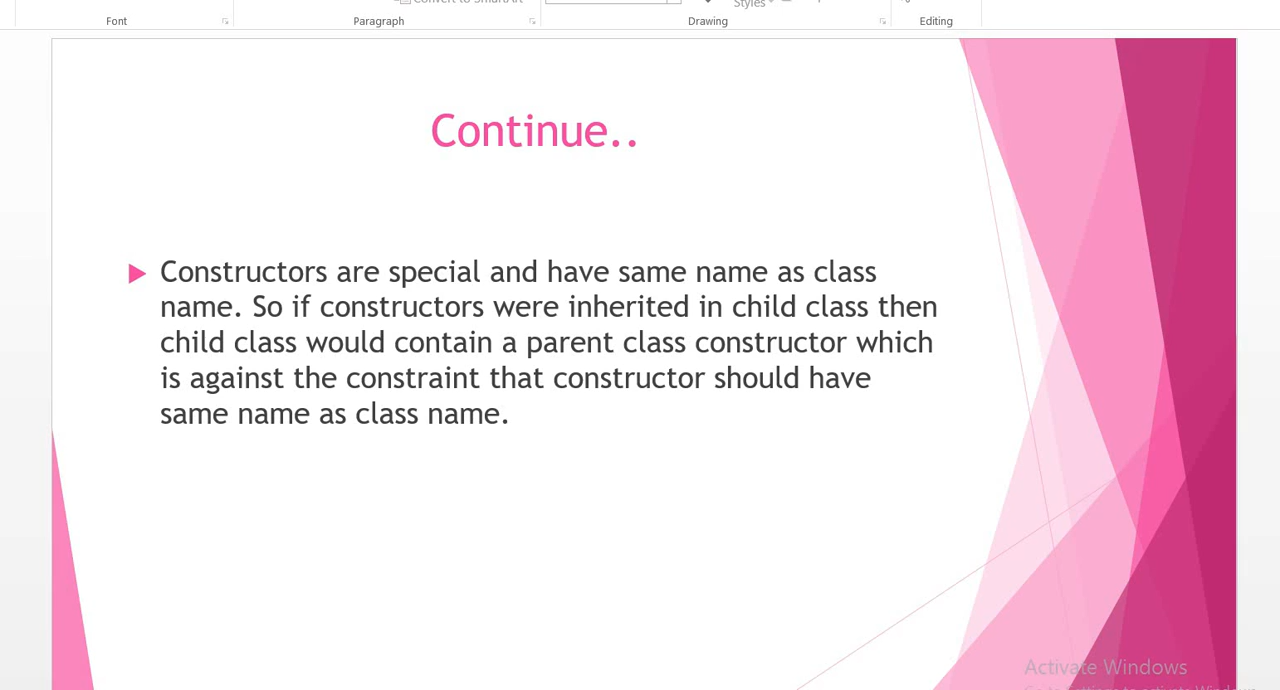 Styles
Font Paragraph Drawing Editing
Continue..
Constructors are special and have same name as class
name. So if constructors were inherited in child class then
child class would contain a parent class constructor which
is against the constraint that constructor should have
same name as class name.
Activate Windows